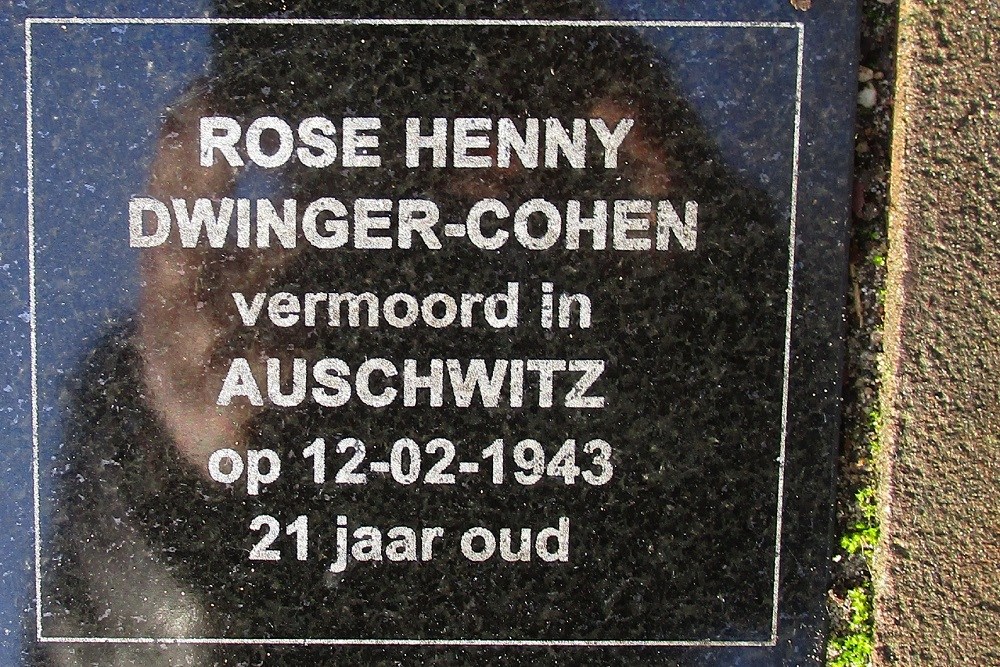 ROSE HENNY
DWINGER-COHEN
vermoord in
AUSCHWITZ
op 12-02-1943
21 jaar oud